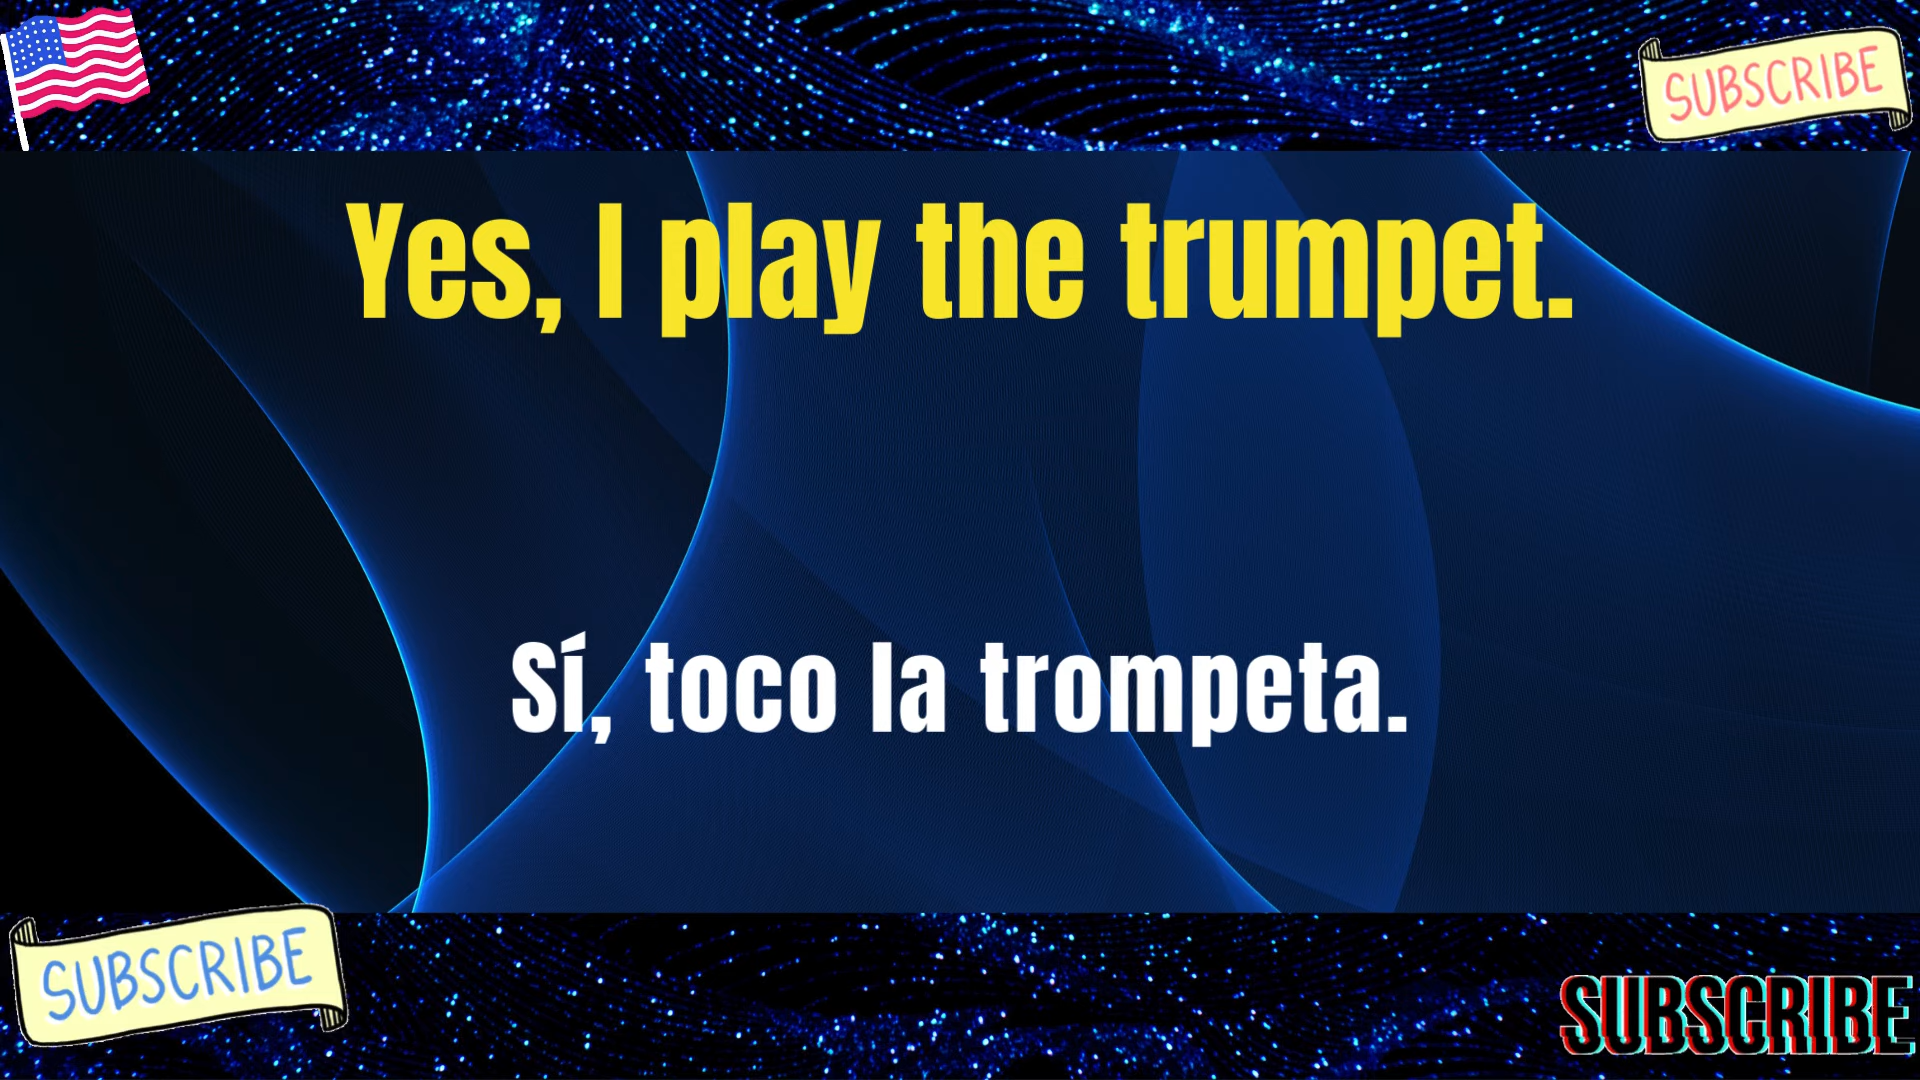 SUBSCRIBE
Yes, I play the trumpet.
Sí, toco la trompeta.
SUBSCRIBE
SUBSCRIBE